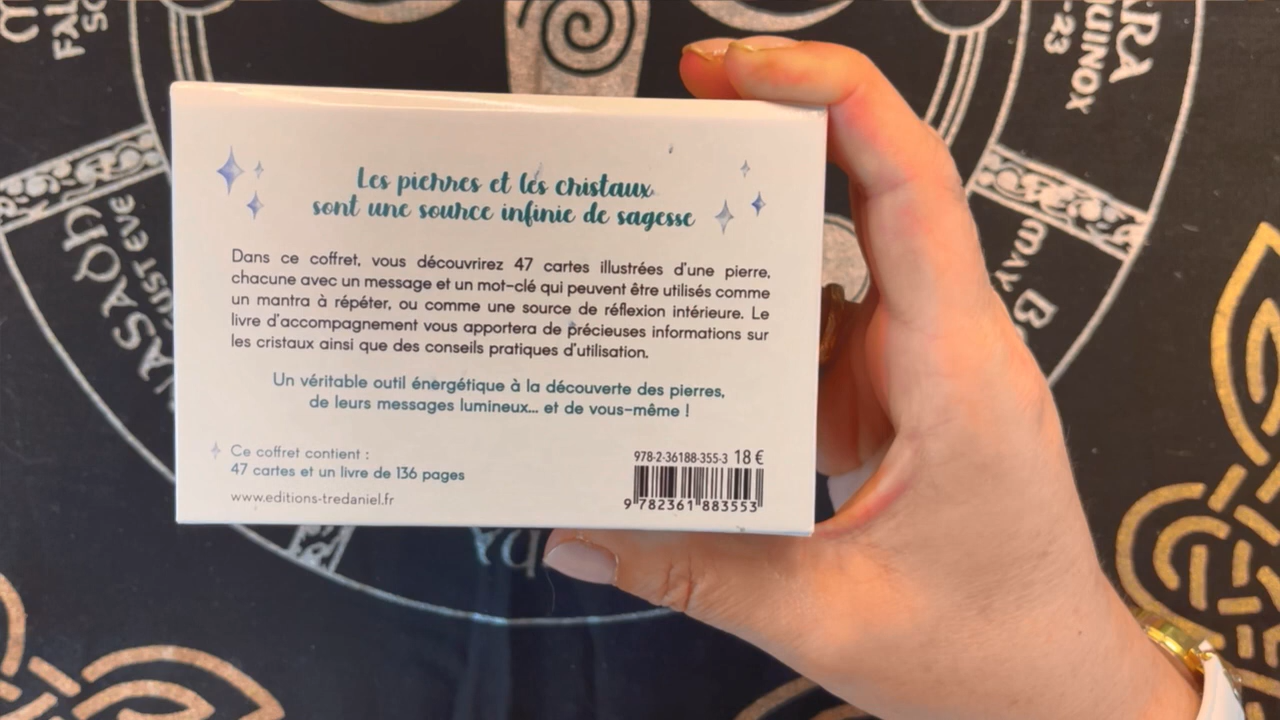 Les pierres et les cristaux
sont une source infinie de sagesse
Dans ce coffret, vous découvrirez 47 cartes illustrées d'une pierre,
chacune avec un message et un mot-clé qui peuvent être utilisés comme
un mantra à répéter, ou comme une source de réflexion intérieure. Le
livre d'accompagnement vous apportera de précieuses informations sur
les cristaux ainsi que des conseils pratiques d'utilisation.
Un véritable outil énergétique à la découverte des pierres,
de leurs messages lumineux... et de vous-même !
Ce coffret contient :
47 cartes et un livre de 136 pages
www.editions-tredaniel.fr
978-2-36188-355-3 18 €
9 782361 883553
UINOX
-23
MAY
UST EVE